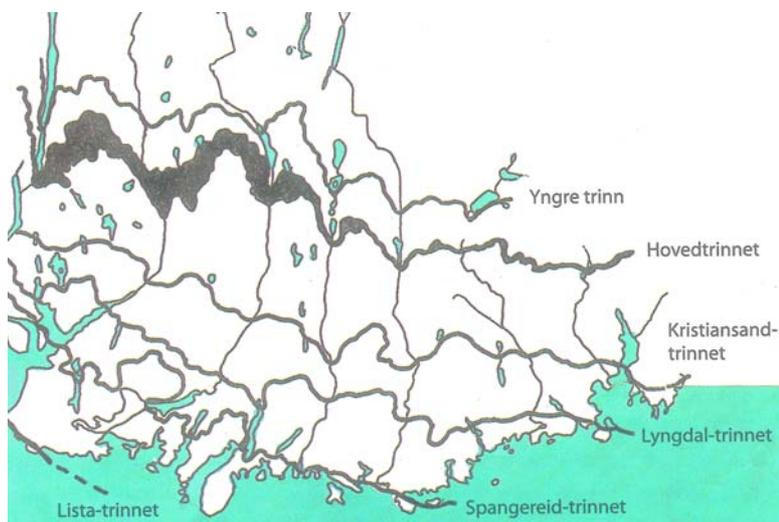 Yngre trinn
Hovedtrinnet
Kristiansand-
trinnet
Lyngdal-trinnet
Lista-trinnet
Spangereid-trinnet